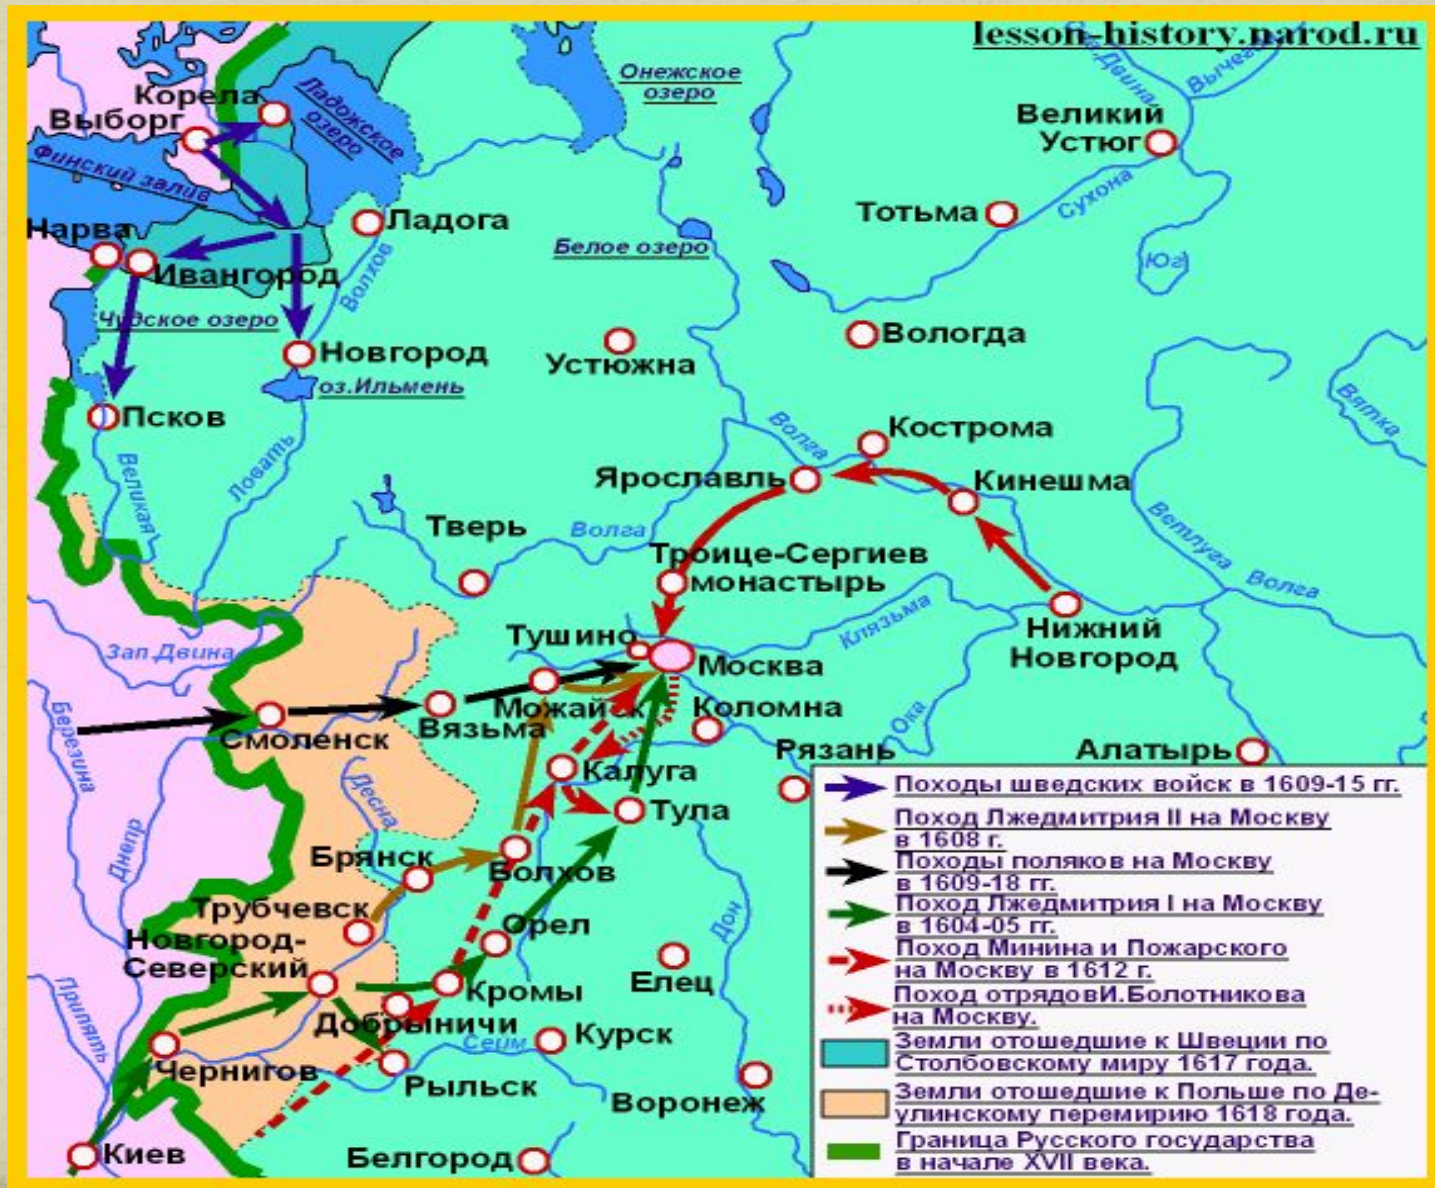 lesson-history.narod.ru
Онежское
озеро
Вычег
Великий
Устюг
Корела
Выборг
Ладожское
озеро
Финский залив
Сухона
Тотьма
Ладога
Нарва
Белое озеро
Ивангород
Волхов
Юг
Чудское озеро
Новгород
Устюжна
Вологда
оз.Ильмень
Псков
Вятка
Волга
Кострома
Великая
Ловать
Ярославль
Кинешма
Тверь
Волга
Ветлуга
Волга
Троице-Сергиев
монастырь
Клязьма
Нижний
Новгород
Тушино
Москва
Зап.Двина
Можайск
Коломна
Вязьма
Смоленск
Березина
Ока
Рязань
Алатырь
Калуга
Десна
Тула
Днепр
Брянск
Волхов
Трубчевск
Орел
Дон
Новгород-
Северский
Елец
Кромы
Припять
Добрыничи
Сейм
Курск
Чернигов
Рыльск
Воронеж
Киев
Белгород
Походы шведских войск в 1609-15 гг.
Поход Лжедмитрия II на Москву
в 1608 г.
Походы поляков на Москву
в 1609-18 гг.
Поход Лжедмитрия I на Москву
в 1604-05 гг.
Поход Минина и Пожарского
на Москву в 1612 г.
Поход отрядовИ.Болотникова
на Москву.
Земли отошедшие к Швеции по
Столбовскому миру 1617 года.
Земли отошедшие к Польше по Де-
улинскому перемирию 1618 года.
Граница Русского государства
в начале XVII века.